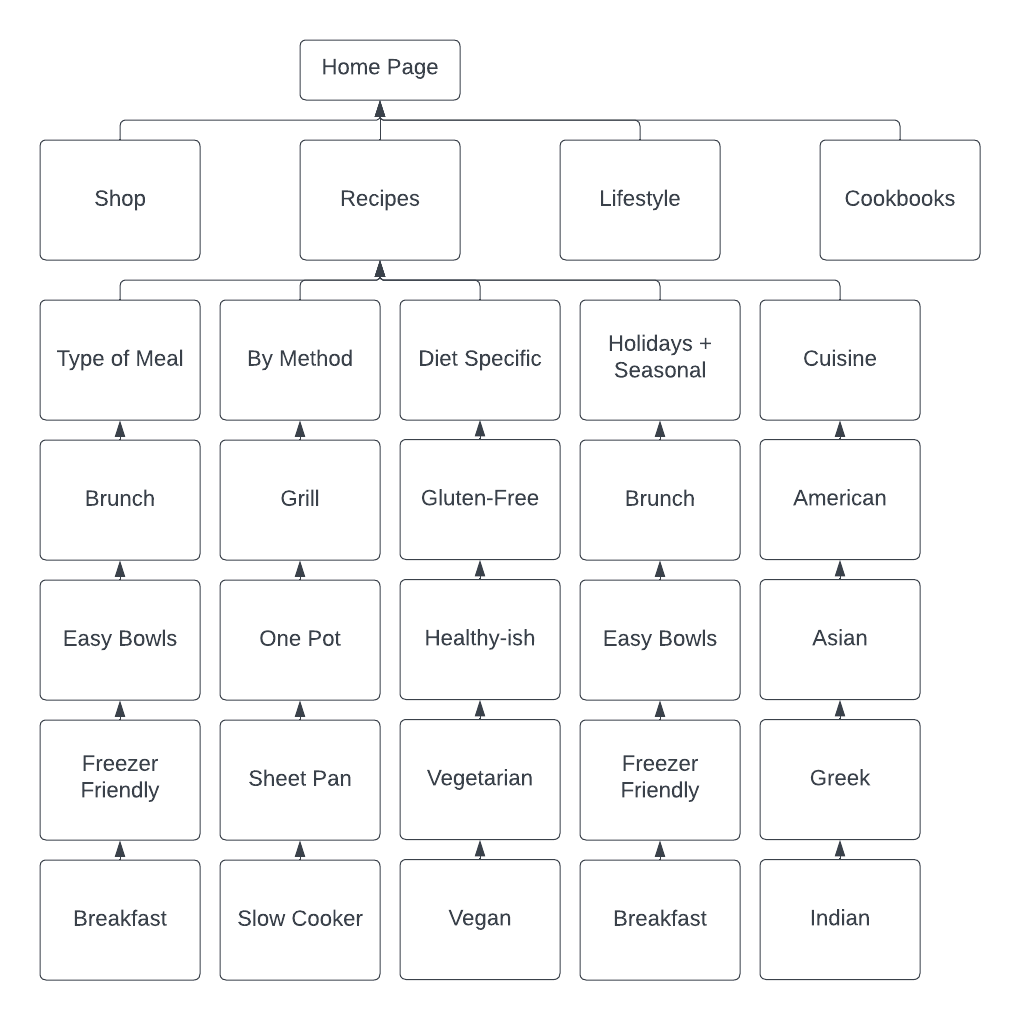 Home Page
Shop
Recipes
Lifestyle
Cookbooks
Type of Meal
By Method
Diet Specific
Holidays +
Seasonal
Cuisine
Brunch
Grill
Gluten-Free
Brunch
American
Easy Bowls
One Pot
Healthy-ish
Easy Bowls
Asian
Freezer
Friendly
Sheet Pan
Vegetarian
Freezer
Friendly
Greek
Breakfast
Slow Cooker
Vegan
Breakfast
Indian